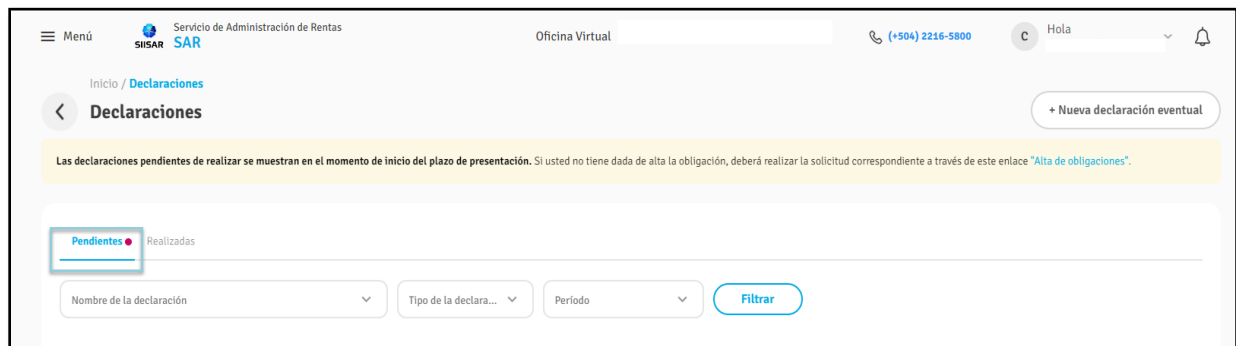 Menú
SIISAR
Servicio de Administración de Rentas
SAR
Oficina Virtual
(+504) 2216-5800
C
Hola
Inicio / Declaraciones
Declaraciones
+ Nueva declaración eventual
Las declaraciones pendientes de realizar se muestran en el momento de inicio del plazo de presentación. Si usted no tiene dada de alta la obligación, deberá realizar la solicitud correspondiente a través de este enlace "Alta de obligaciones".
Pendientes
Realizadas
Nombre de la declaración
Tipo de la declara...
Período
Filtrar